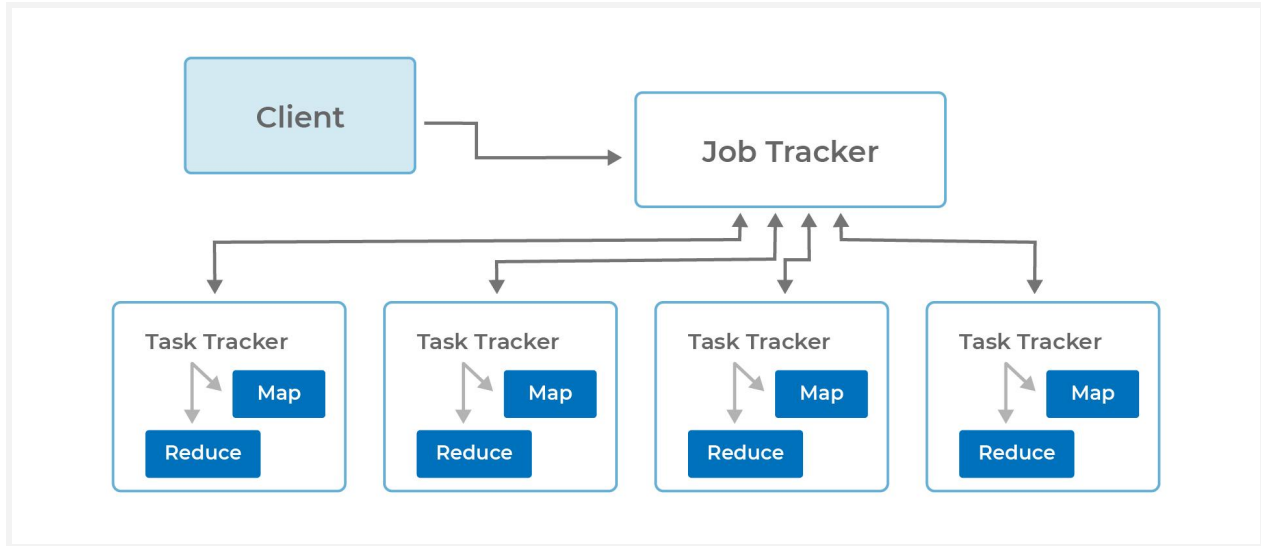 Client
Job Tracker
Task Tracker
Map
Reduce
Task Tracker
Map
Reduce
Task Tracker
Map
Reduce
Task Tracker
Map
Reduce